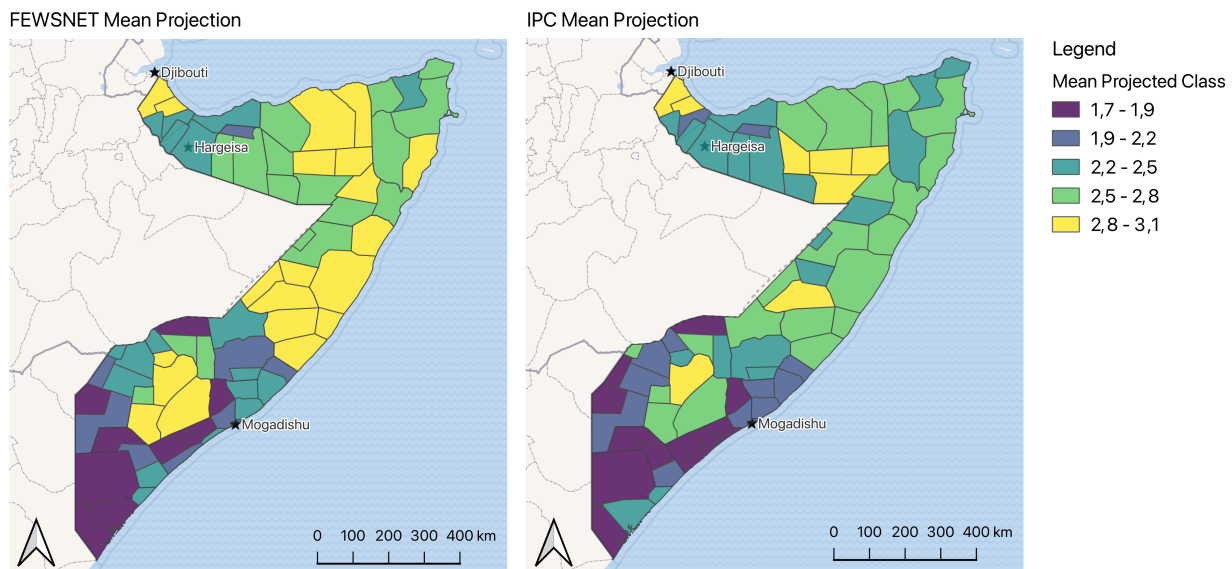 FEWSNET Mean Projection
Djibouti
Hargeisa
Mogadishu
0 100 200 300 400 km
IPC Mean Projection
Djibouti
Hargeisa
Mogadishu
0 100 200 300 400 km
Legend
Mean Projected Class
1,7 - 1,9
1,9 - 2,2
2,2 - 2,5
2,5 - 2,8
2,8 - 3,1